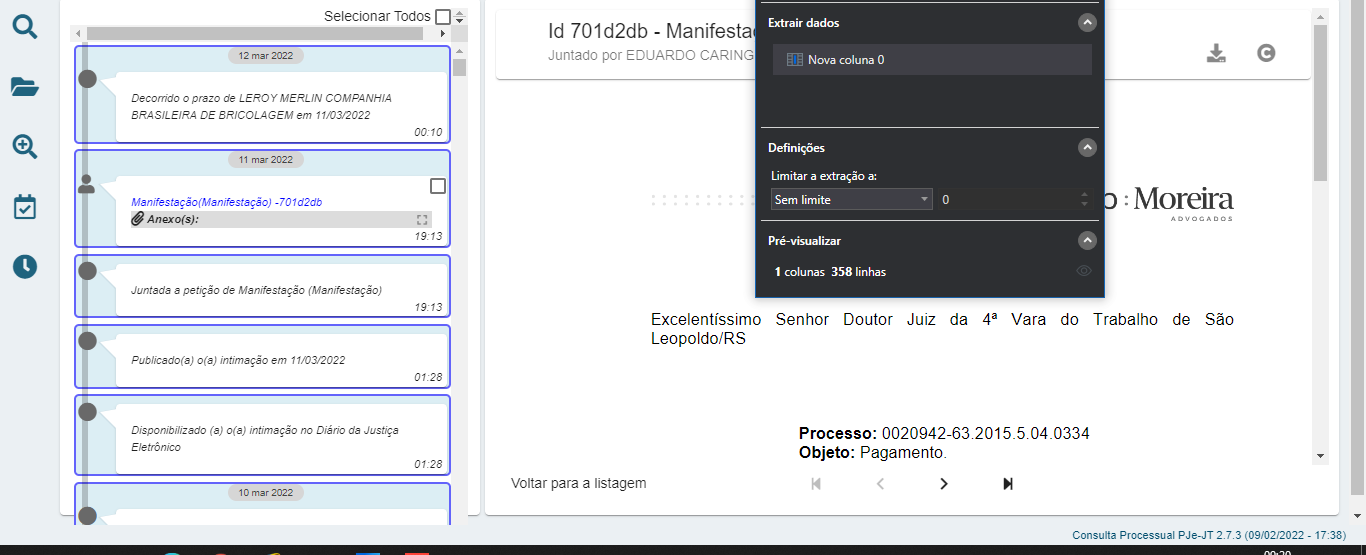 Selecionar Todos
12 mar 2022
Decorrido o prazo de LEROY MERLIN COMPANHIA
BRASILEIRA DE BRICOLAGEM em 11/03/2022
00:10
11 mar 2022
Manifestação(Manifestação) -701d2db
Anexo(s):
19:13
Juntada a petição de Manifestação (Manifestação)
19:13
Publicado(a) o(a) intimação em 11/03/2022
01:28
Disponibilizado (a) o(a) intimação no Diário da Justiça
Eletrônico
01:28
10 mar 2022
Id 701d2db - Manifesta
Juntado por EDUARDO CARING
Extrair dados
Nova coluna 0
Definições
Limitar a extração a:
Sem limite 0
Pré-visualizar
1 colunas 358 linhas
o : Moreira
ADVOGADOS
Excelentíssimo Senhor Doutor Juiz da 4ª Vara do Trabalho de São
Leopoldo/RS
Processo: 0020942-63.2015.5.04.0334
Objeto: Pagamento.
Voltar para a listagem
Consulta Processual PJe-JT 2.7.3 (09/02/2022 - 17:38)